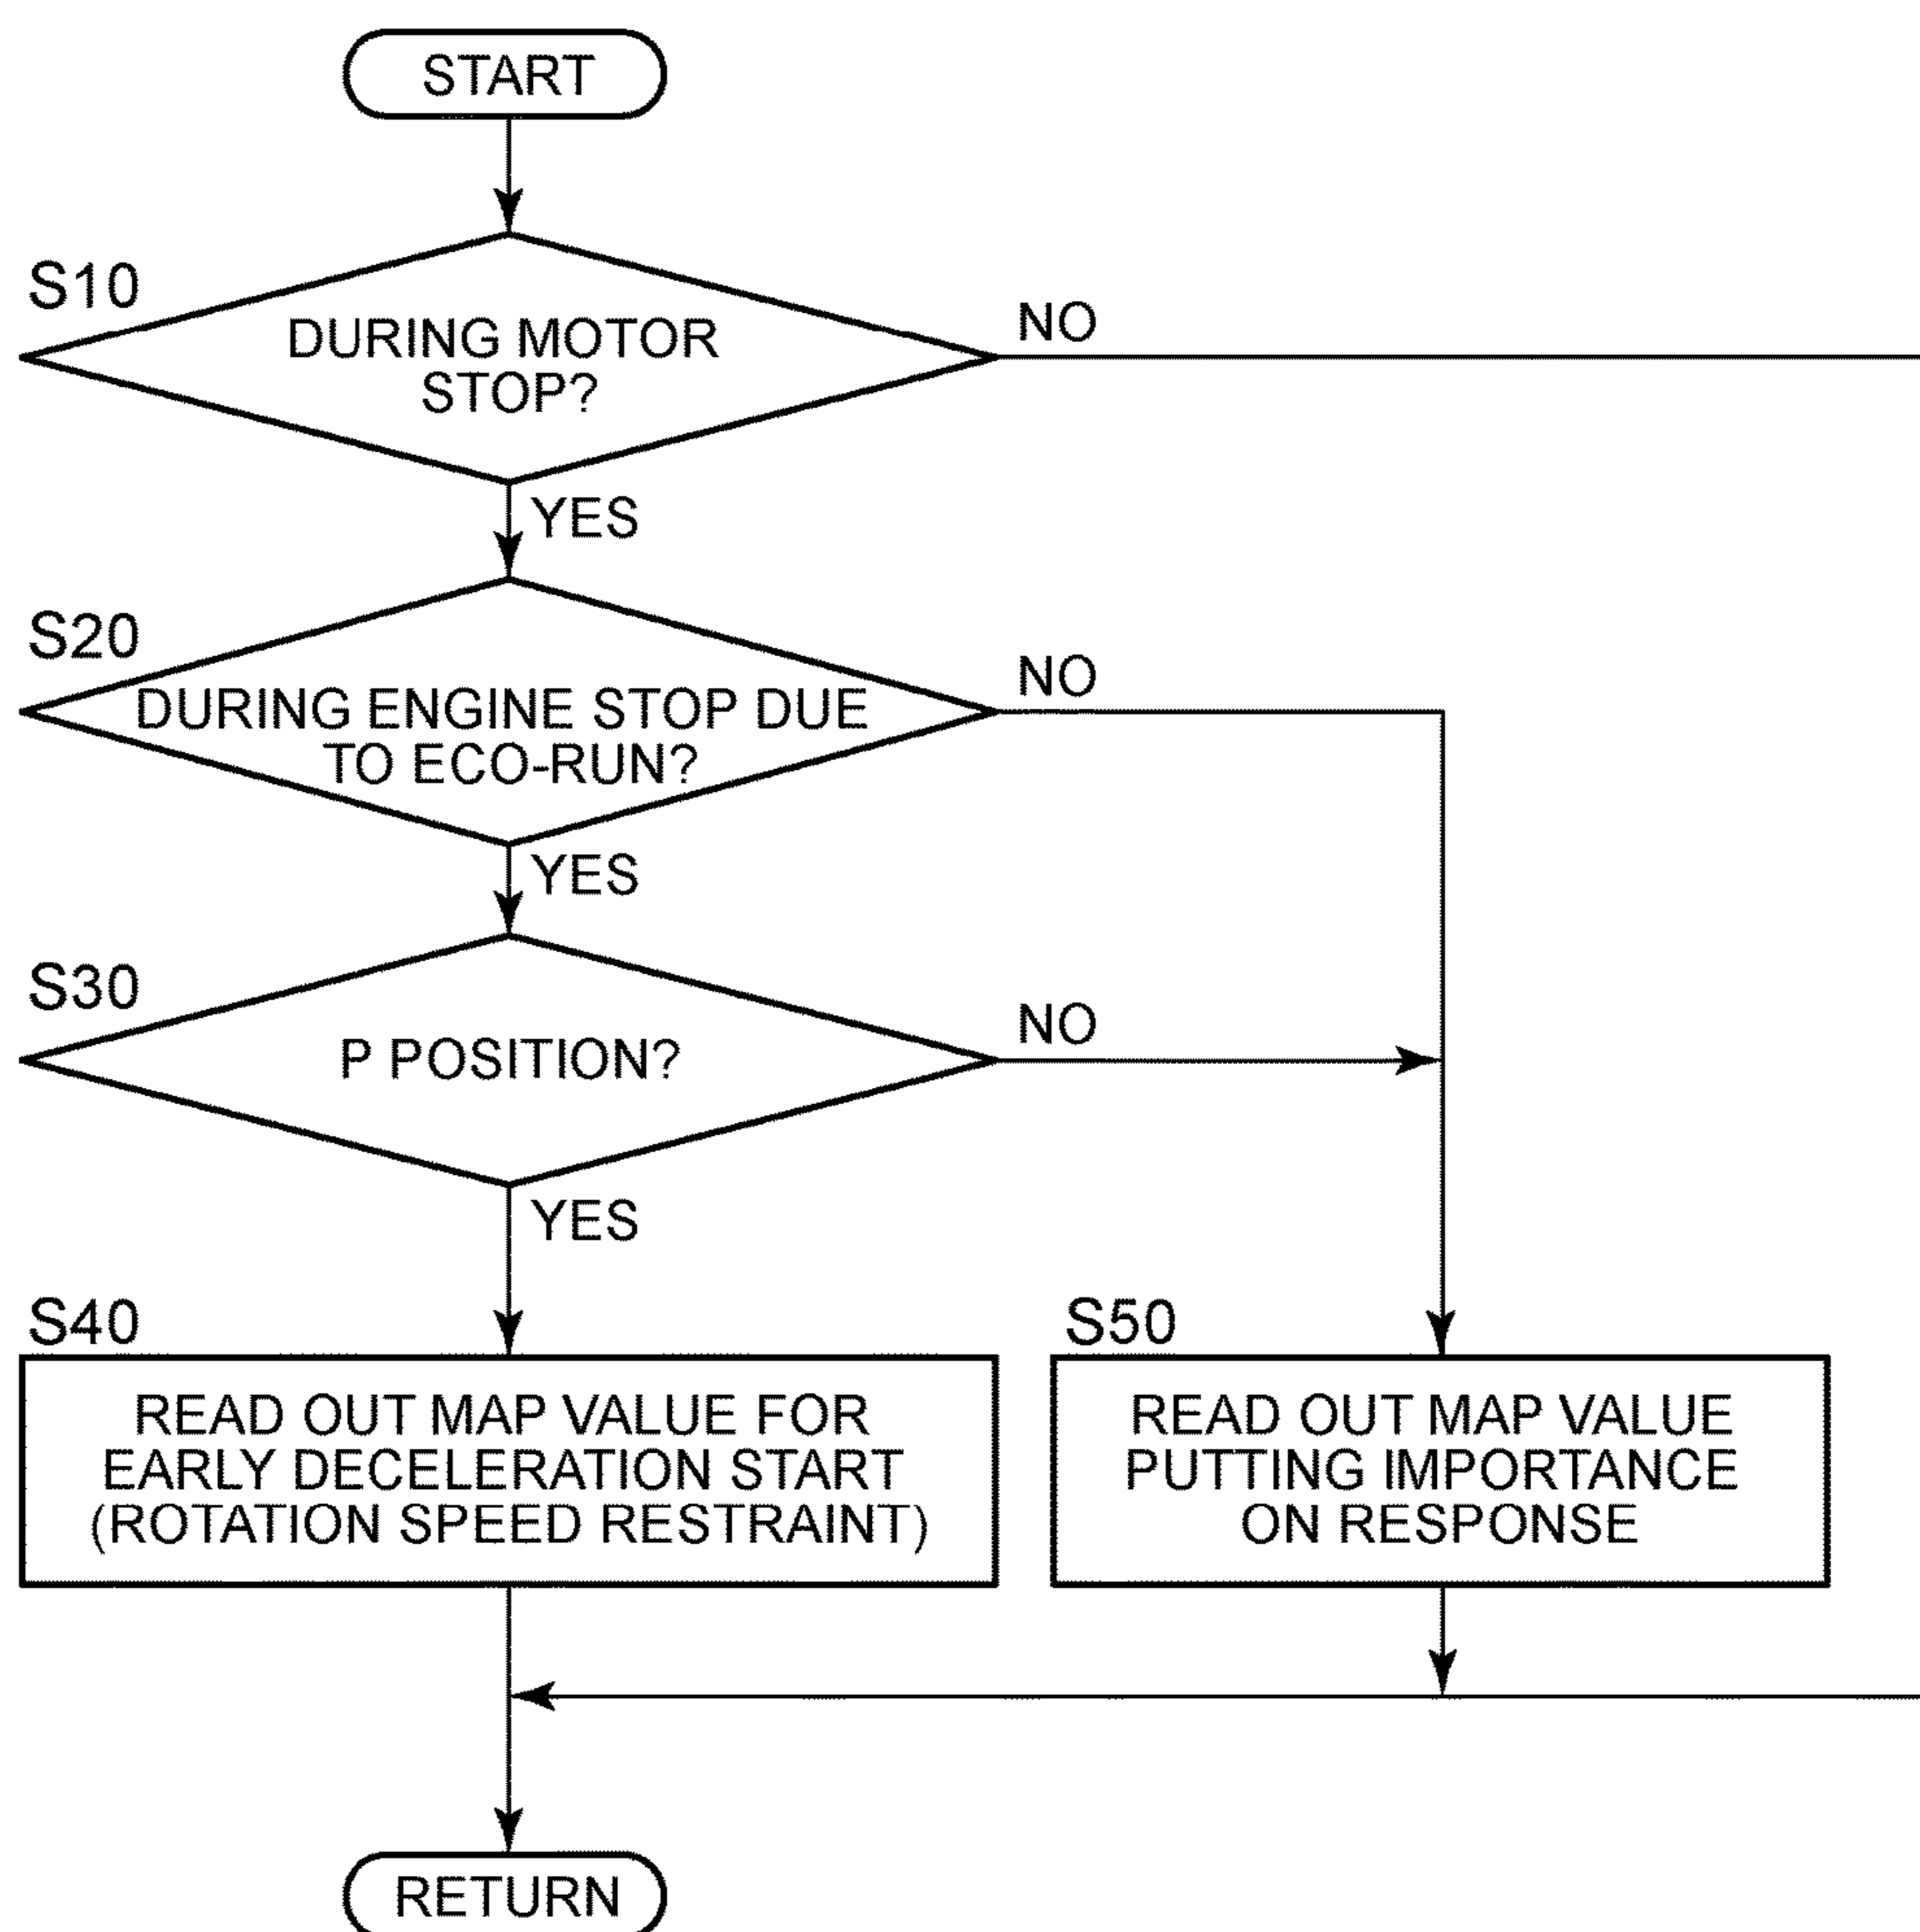 START
S10
DURING MOTOR
STOP?
NO
YES
S20
DURING ENGINE STOP DUE
TO ECO-RUN?
NO
YES
S30
P POSITION?
NO
YES
S40
READ OUT MAP VALUE FOR
EARLY DECELERATION START
(ROTATION SPEED RESTRAINT)
S50
READ OUT MAP VALUE
PUTTING IMPORTANCE
ON RESPONSE
RETURN